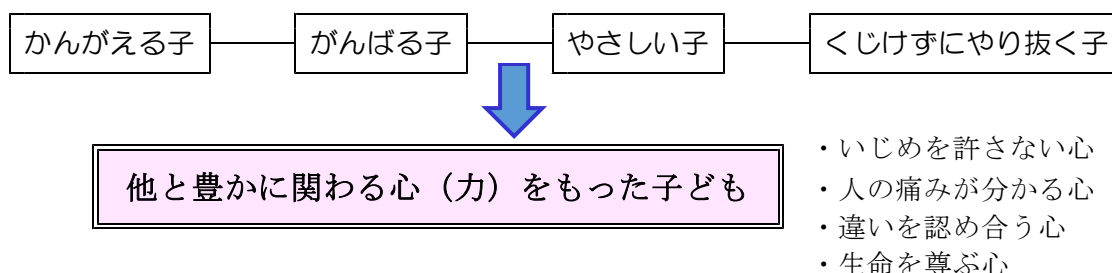 かんがえる子 がんばる子 やさしい子 くじけずにやり抜く子
他と豊かに関わる心（力）をもった子ども
・いじめを許さない心
・人の痛みが分かる心
・違いを認め合う心
・生命を尊ぶ心